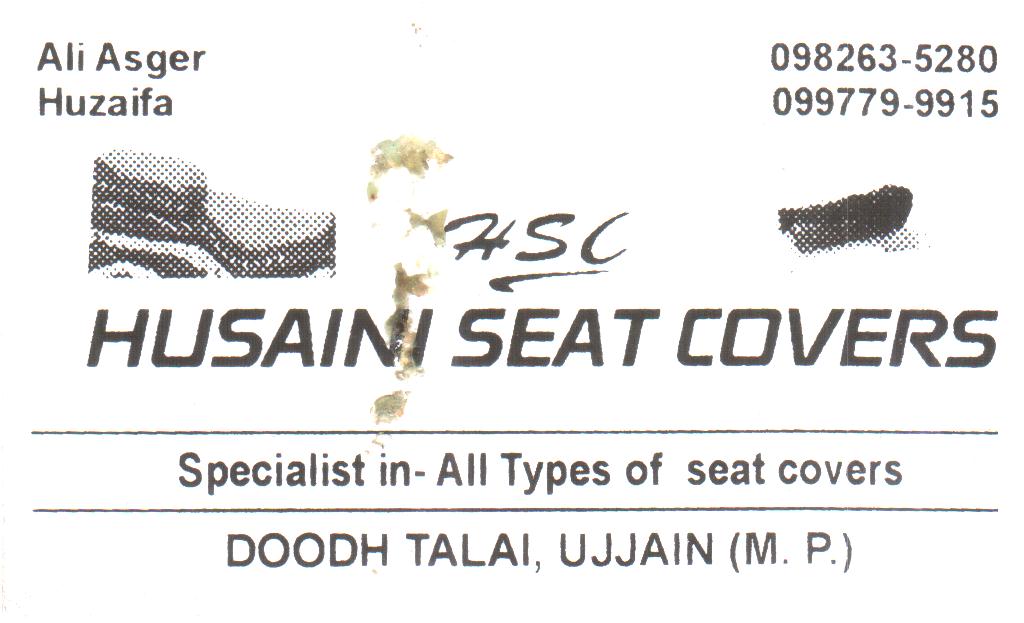 Ali Asger 098263-5280
Huzaifa 099779-9915
HSC
HUSAINI SEAT COVERS
Specialist in- All Types of seat covers
DOODH TALAI, UJJAIN (M. P.)